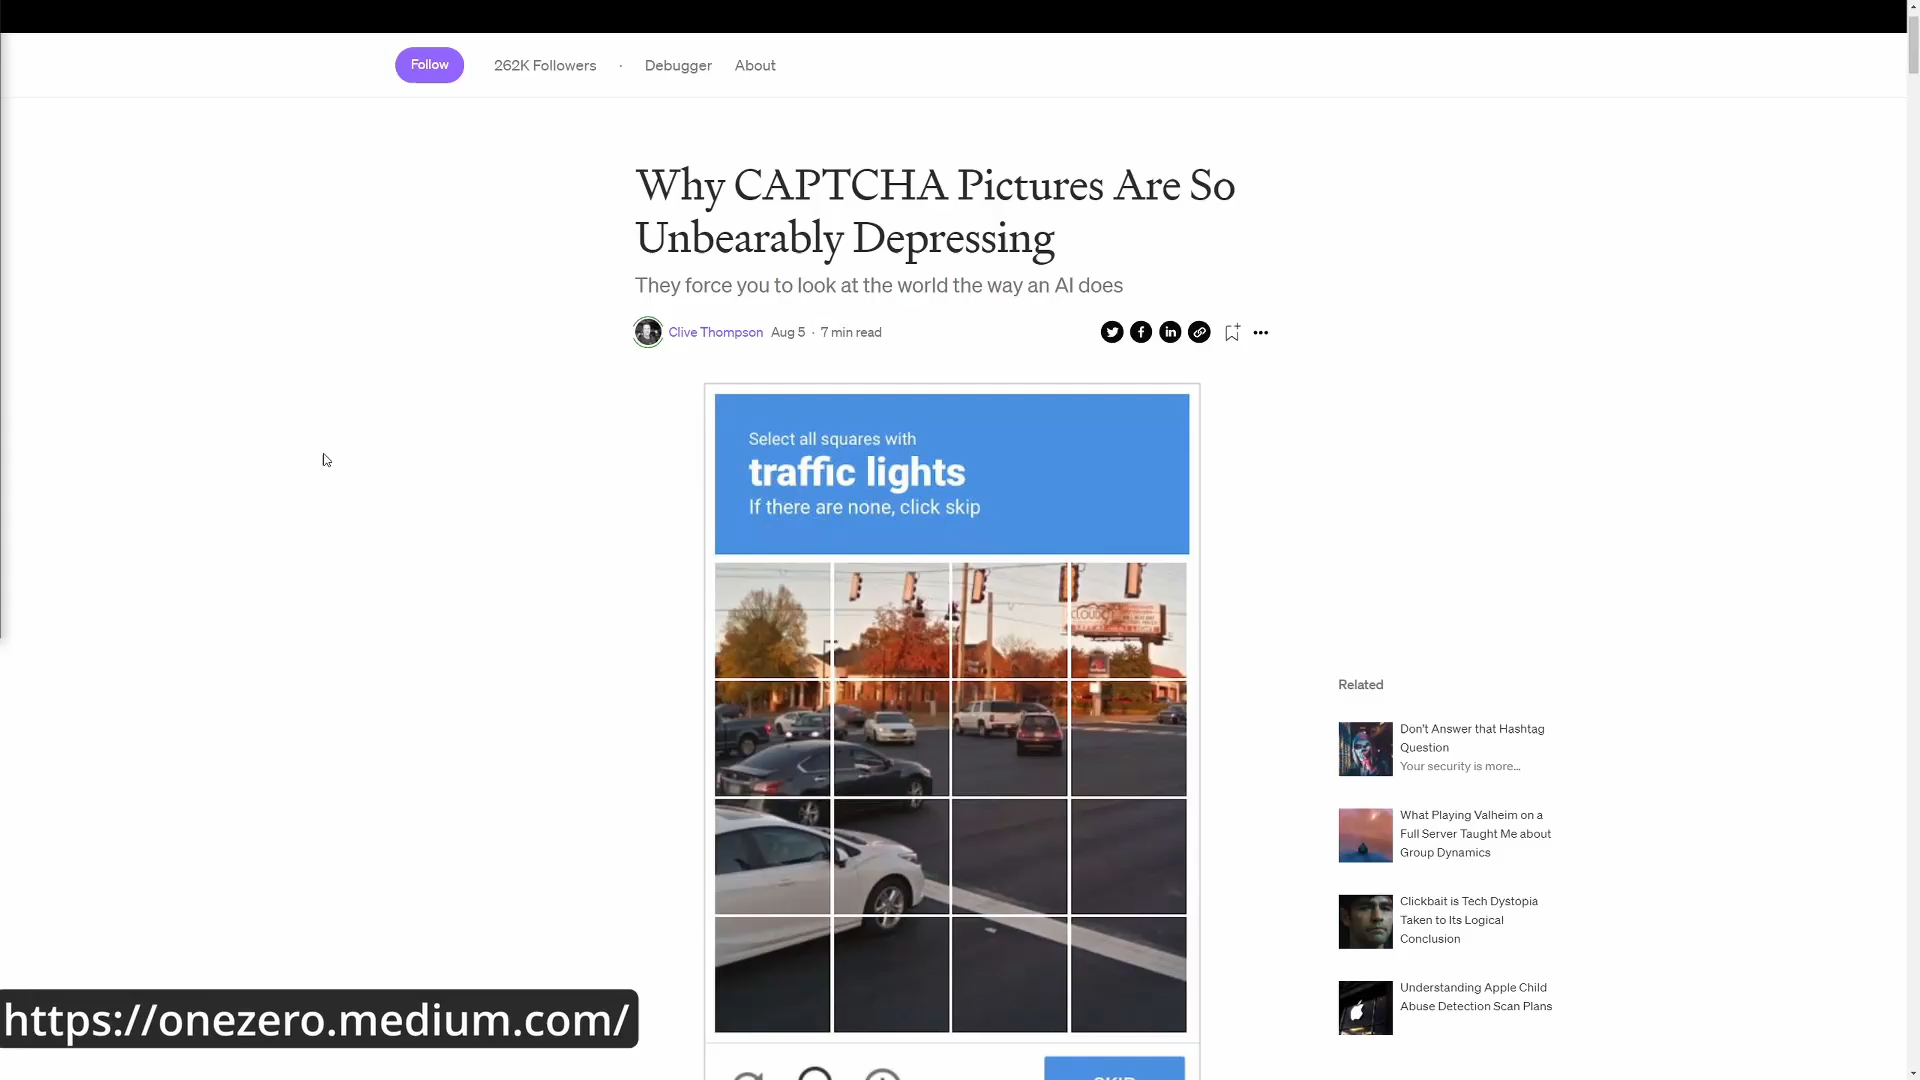 Follow
262K Followers · Debugger About
Why CAPTCHA Pictures Are So
Unbearably Depressing
They force you to look at the world the way an AI does
Clive Thompson Aug 5 · 7 min read
Select all squares with
traffic lights
If there are none, click skip
Related
Don't Answer that Hashtag
Question
Your security is more...
What Playing Valheim on a
Full Server Taught Me about
Group Dynamics
Clickbait is Tech Dystopia
Taken to Its Logical
Conclusion
Understanding Apple Child
Abuse Detection Scan Plans
https://onezero.medium.com/
SKIP